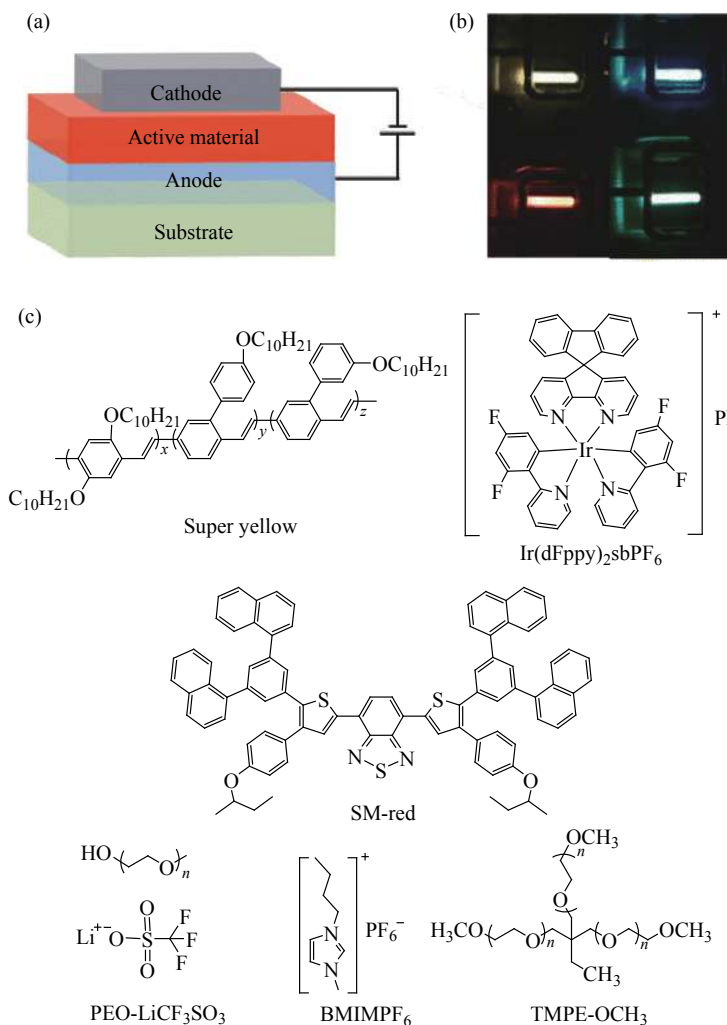 (a)
Cathode
Active material
Anode
Substrate
(b)
(c)
OC10H21
OC10H21
OC10H21
C10H21O
x
y
z
Super yellow
+
F
F
F
F
N
N
N
N
Ir
Ir(dFppy)2sbPF6
S
S
N
N
S
O
O
SM-red
HO
O
n
Li+
−O
O
S
O
F
F
F
PEO-LiCF3SO3
+
N
N
PF6−
BMIMPF6
OCH3
n
O
H3CO
O
n
O
n
OCH3
CH3
TMPE-OCH3